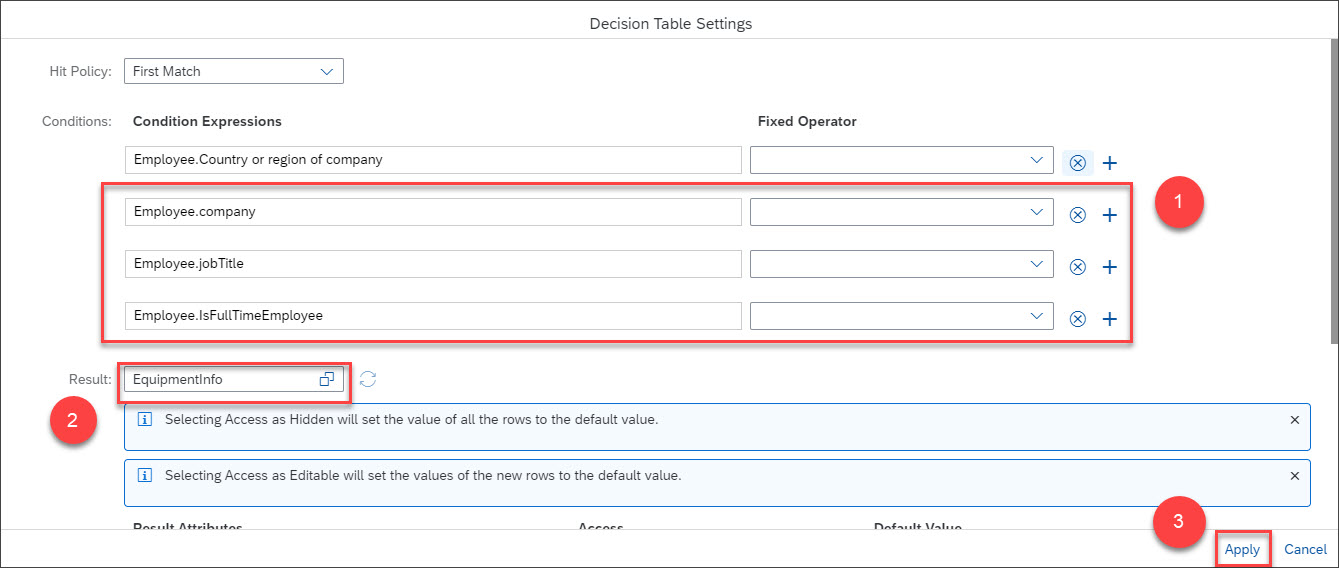 Decision Table Settings
Hit Policy: First Match
Conditions: Condition Expressions Fixed Operator
Employee.Country or region of company
Employee.company
1
Employee.jobTitle
Employee.IsFullTimeEmployee
Result: EquipmentInfo
2
Selecting Access as Hidden will set the value of all the rows to the default value.
Selecting Access as Editable will set the values of the new rows to the default value.
Result Attributes Access Default Value
3
Apply Cancel